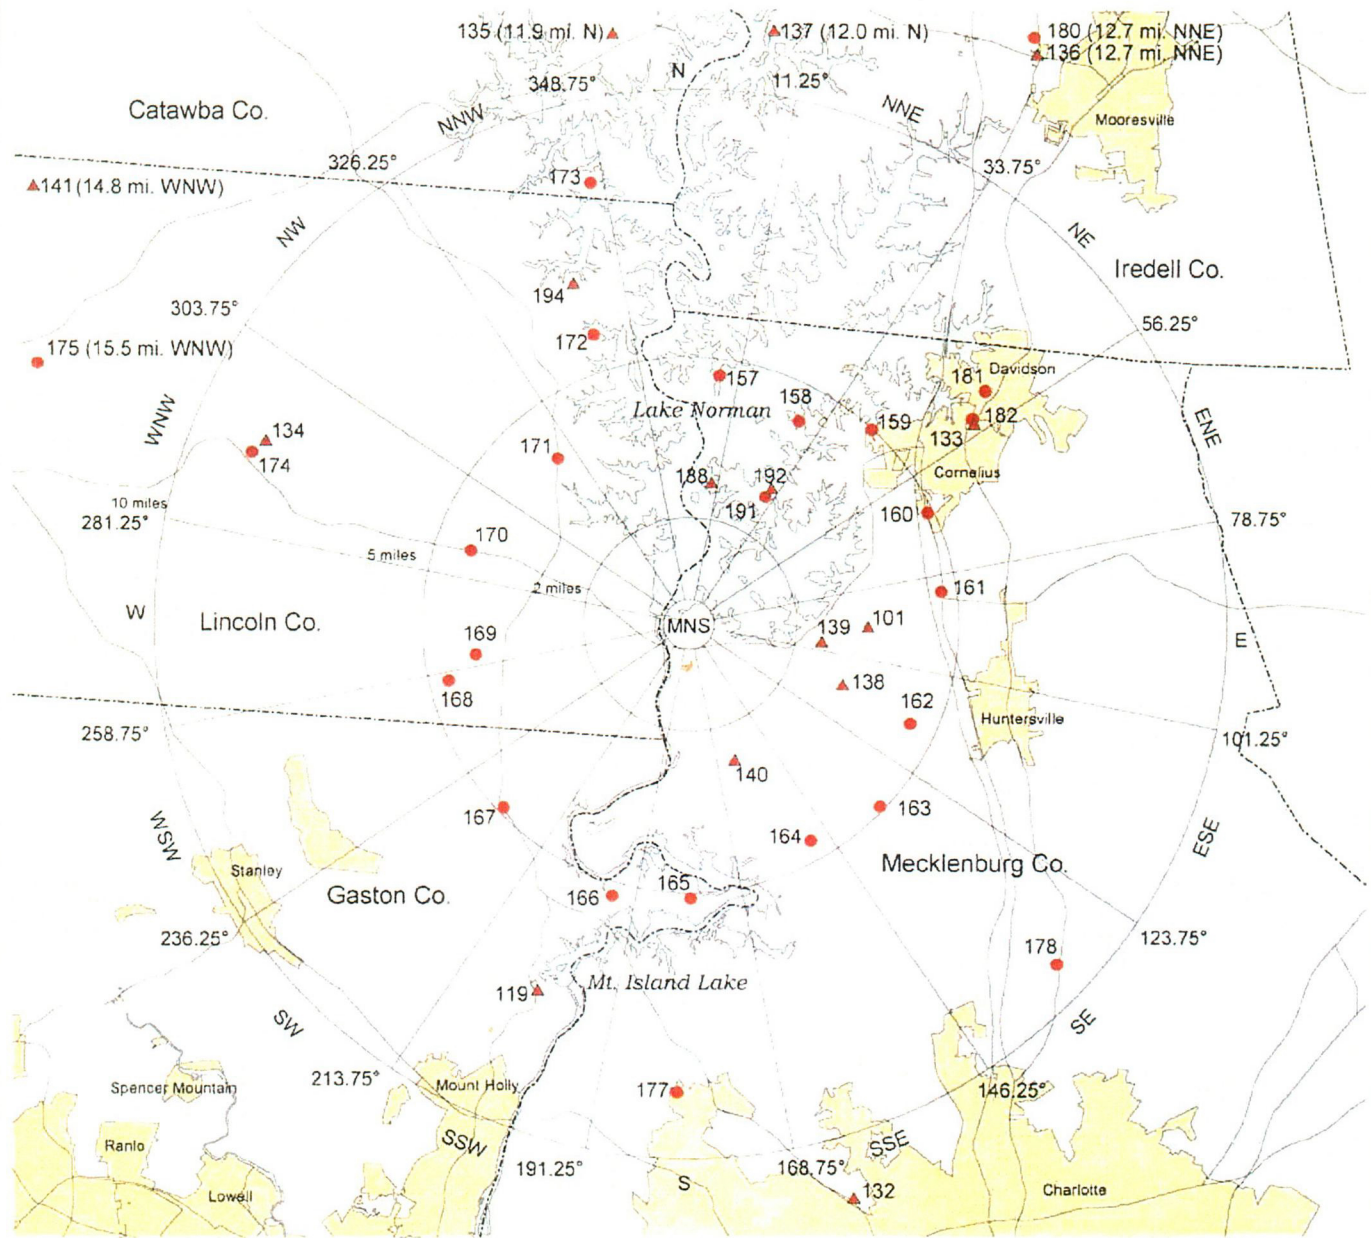 135 (11.9 mi. N)
137 (12.0 mi. N)
180 (12.7 mi. NNE)
136 (12.7 mi. NNE)
N
348.75°
11.25°
Catawba Co.
NNW
NNE
Mooresville
326.25°
33.75°
173
141 (14.8 mi. WNW)
NW
NE
Iredell Co.
194
303.75°
56.25°
172
175 (15.5 mi. WNW)
157
181
Davidson
Lake Norman
158
159
182
WNW
134
133
ENE
174
171
188
192
Cornelius
191
160
10 miles
281.25°
78.75°
170
5 miles
2 miles
161
W
Lincoln Co.
MNS
139
101
E
169
138
168
162
Huntersville
258.75°
101.25°
140
167
163
WSW
164
ESE
Mecklenburg Co.
Stanley
Gaston Co.
166
165
236.25°
123.75°
178
119
Mt. Island Lake
SW
SE
213.75°
Spencer Mountain
Mount Holly
177
146.25°
Ranlo
SSW
SSE
191.25°
168.75°
Lowell
S
132
Charlotte